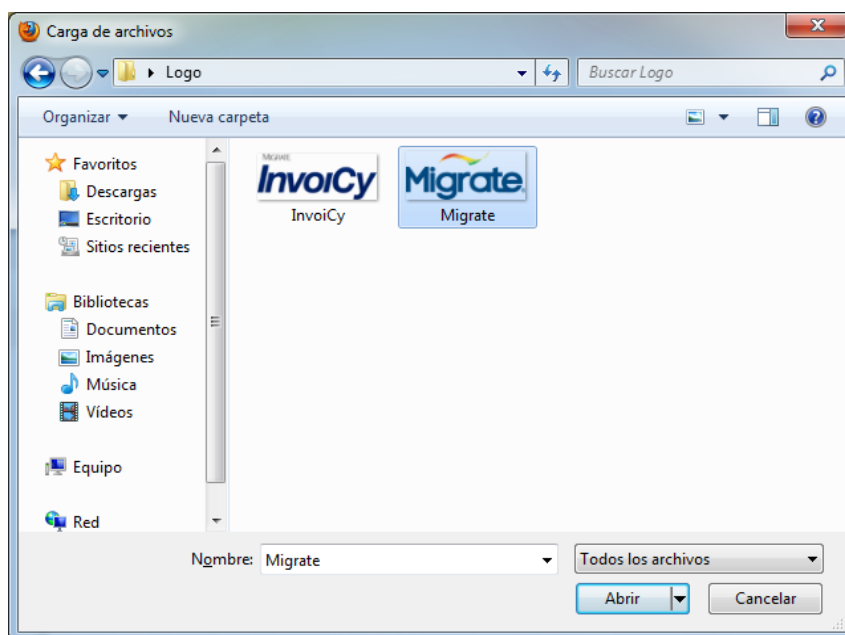 Carga de archivos
Logo
Buscar Logo
Organizar
Nueva carpeta
Favoritos
Descargas
Escritorio
Sitios recientes
Bibliotecas
Documentos
Imágenes
Música
Vídeos
Equipo
Red
MIGRATE
InvoiCy
InvoiCy
Migrate
Migrate
Nombre: Migrate
Todos los archivos
Abrir
Cancelar